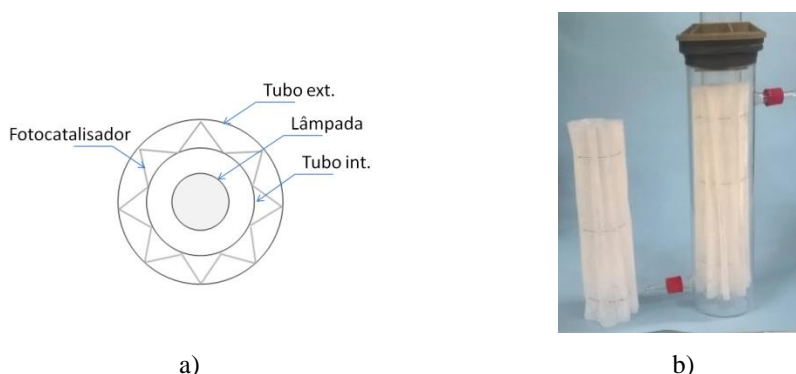 Tubo ext.
Lâmpada
Fotocatalisador
Tubo int.
a)
b)